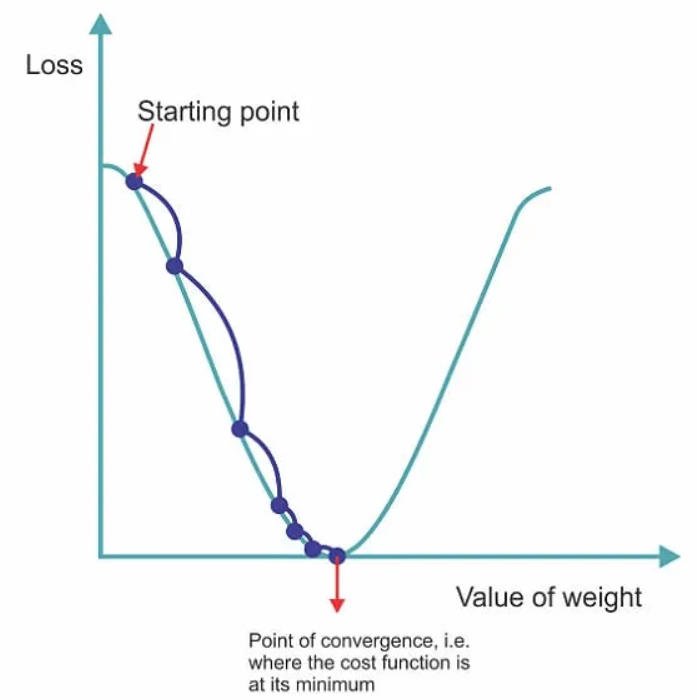 Loss
Starting point
Value of weight
Point of convergence, i.e.
where the cost function is
at its minimum